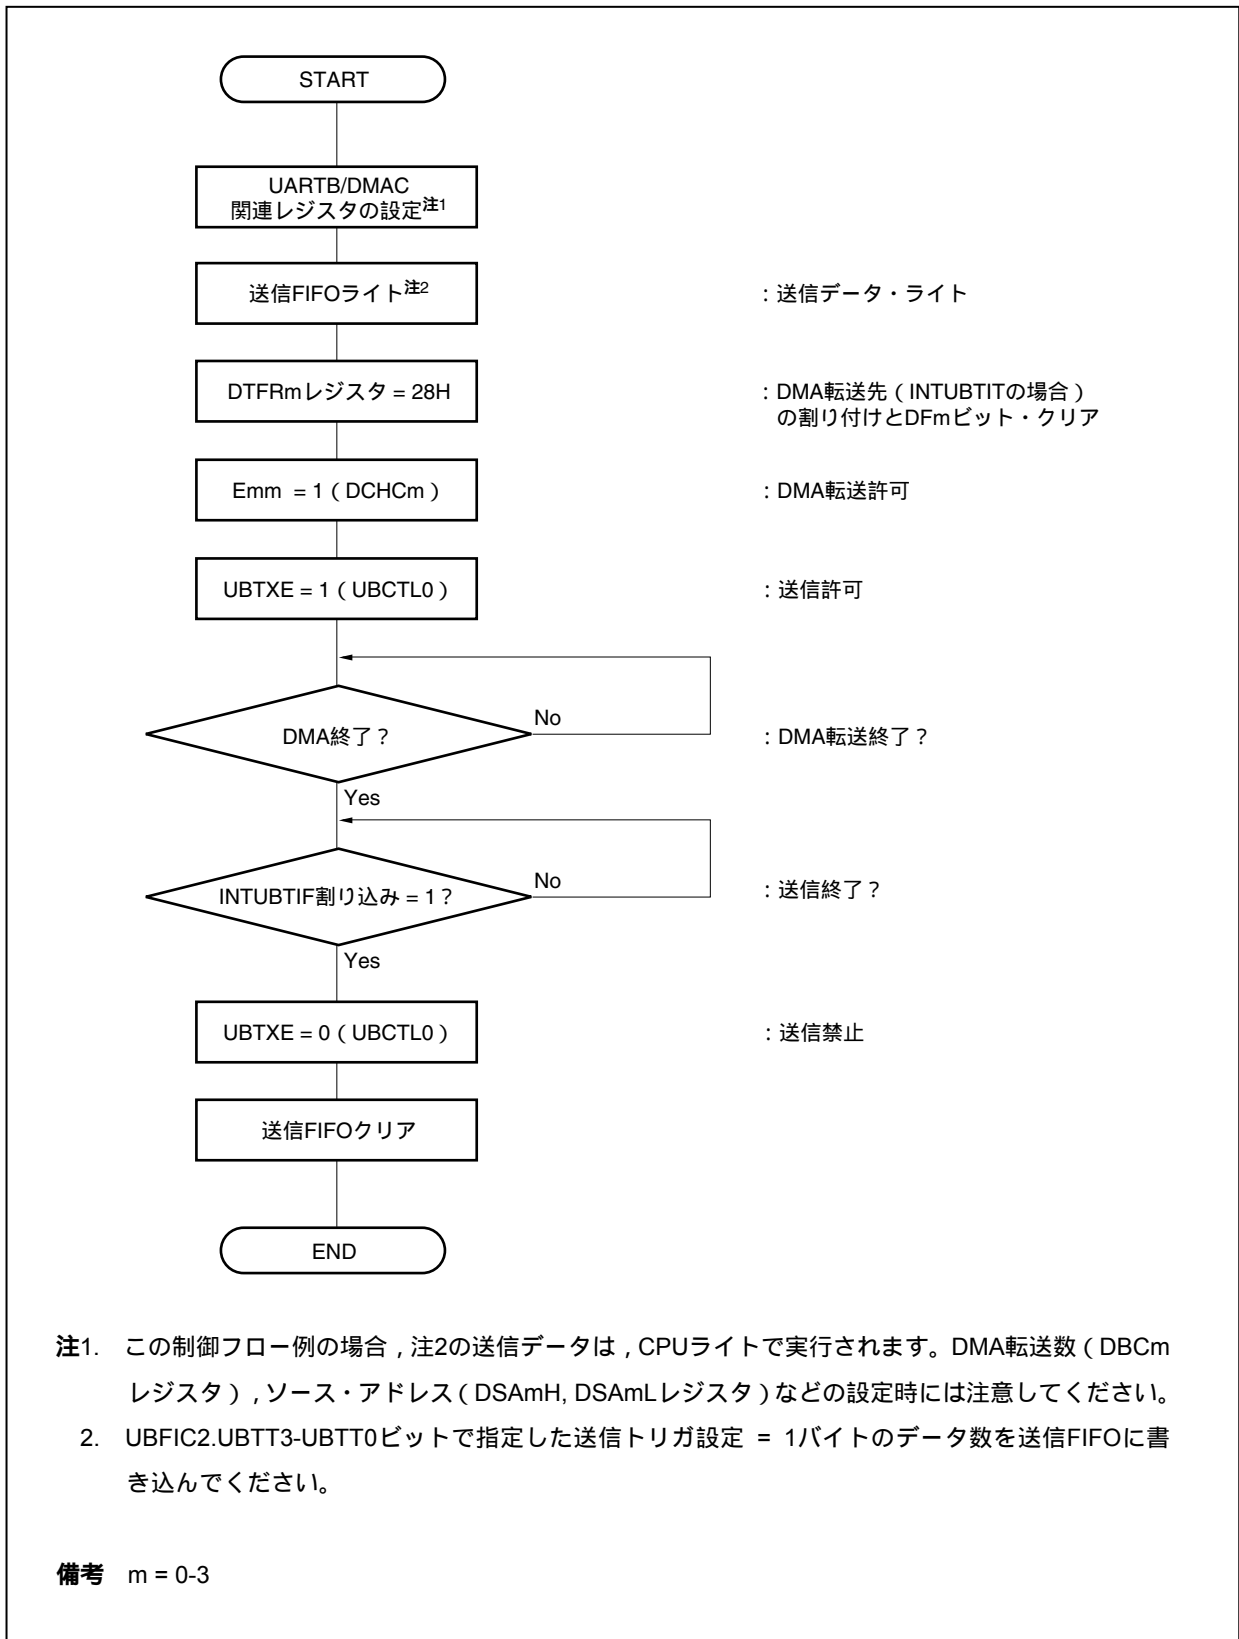 START
UARTB/DMAC
関連レジスタの設定注1
送信FIFOライト注2
：送信データ・ライト
DTFRmレジスタ = 28H
：DMA転送先（INTUBTITの場合）
の割り付けとDFmビット・クリア
Emm = 1（DCHCm）
：DMA転送許可
UBTXE = 1（UBCTL0）
：送信許可
DMA終了？
No
：DMA転送終了？
Yes
INTUBTIF割り込み = 1？
No
：送信終了？
Yes
UBTXE = 0（UBCTL0）
：送信禁止
送信FIFOクリア
END
注1. この制御フロー例の場合，注2の送信データは，CPUライトで実行されます。DMA転送数（DBCm
レジスタ），ソース・アドレス（DSAmH, DSAmLレジスタ）などの設定時には注意してください。
2. UBFIC2.UBTT3-UBTT0ビットで指定した送信トリガ設定 = 1バイトのデータ数を送信FIFOに書
き込んでください。
備考 m = 0-3